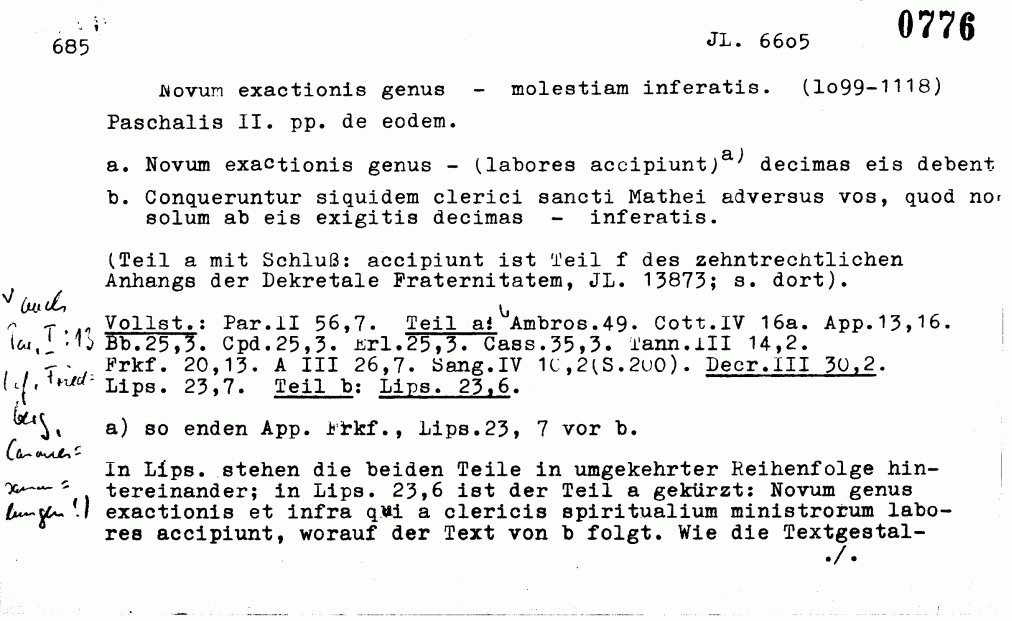 0776
685
JL. 66o5
Novum exactionis genus - molestiam inferatis. (lo99-1118)
Paschalis II. pp. de eodem.
a. Novum exactionis genus - (labores accipiunt)a) decimas eis debent
b. Conqueruntur siquidem clerici sancti Mathei adversus vos, quod
solum ab eis exigitis decimas - inferatis.
(Teil a mit Schluß: accipiunt ist Teil f des zehntrechtlichen
Anhangs der Dekretale Fraternitatem, JL. 13873; s. dort).
Vollst.: Par.II 56,7. Teil a: Ambros.49. Cott.IV 16a. App.13,16.
Bb.25,3. Cpd.25,3. Erl.25,3. Cass.35,3. Tann.III 14,2.
Frkf. 20,13. A III 26,7. Sang.IV 1C,2(S.200). Decr.III 30,2.
Lips. 23,7. Teil b: Lips. 23,6.
v auch
Par. I :13
(cf. Fried=
berg,
Canones=
samm=
lungen!)
a) so enden App. Frkf., Lips.23, 7 vor b.
In Lips. stehen die beiden Teile in umgekehrter Reihenfolge hin-
tereinander; in Lips. 23,6 ist der Teil a gekürzt: Novum genus
exactionis et infra qui a clericis spiritualium ministrorum labo-
res accipiunt, worauf der Text von b folgt. Wie die Textgestal-
./.